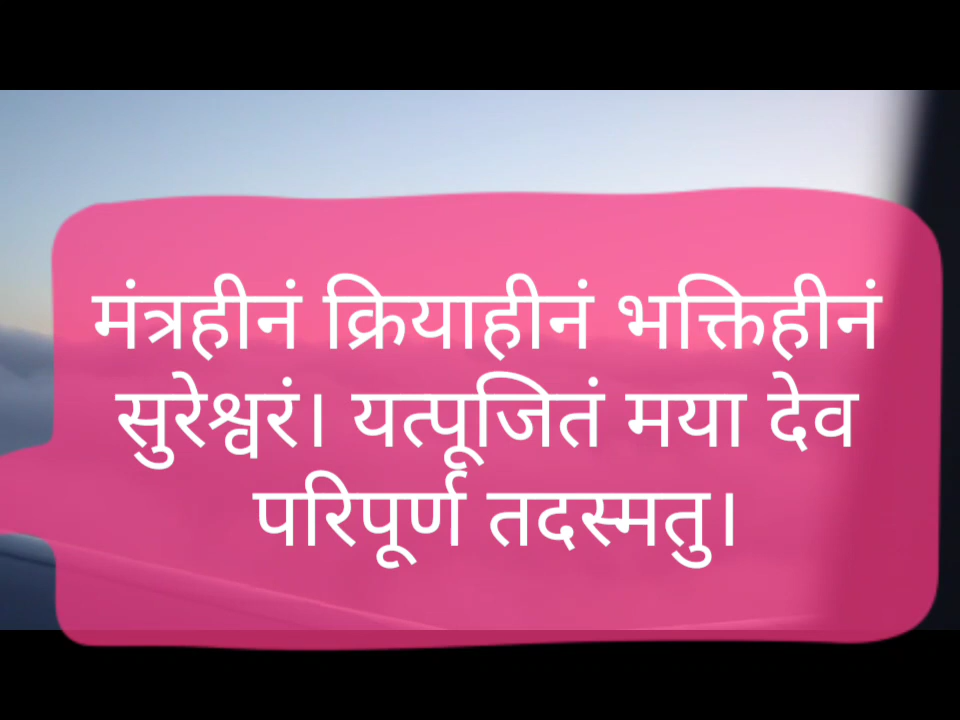 मंत्रहीनं क्रियाहीनं भक्तिहीनं
सुरेश्वरं। यत्पूजितं मया देव
परिपूर्ण तदस्मतु।